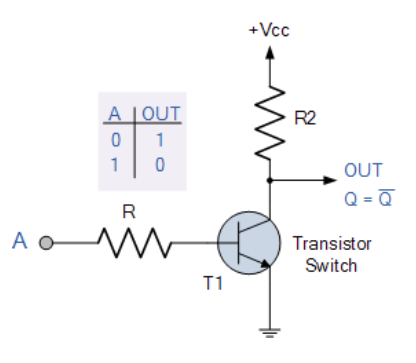 +Vcc
A OUT
0 1
1 0
R2
OUT
Q = Q̅
R
A
Transistor
Switch
T1